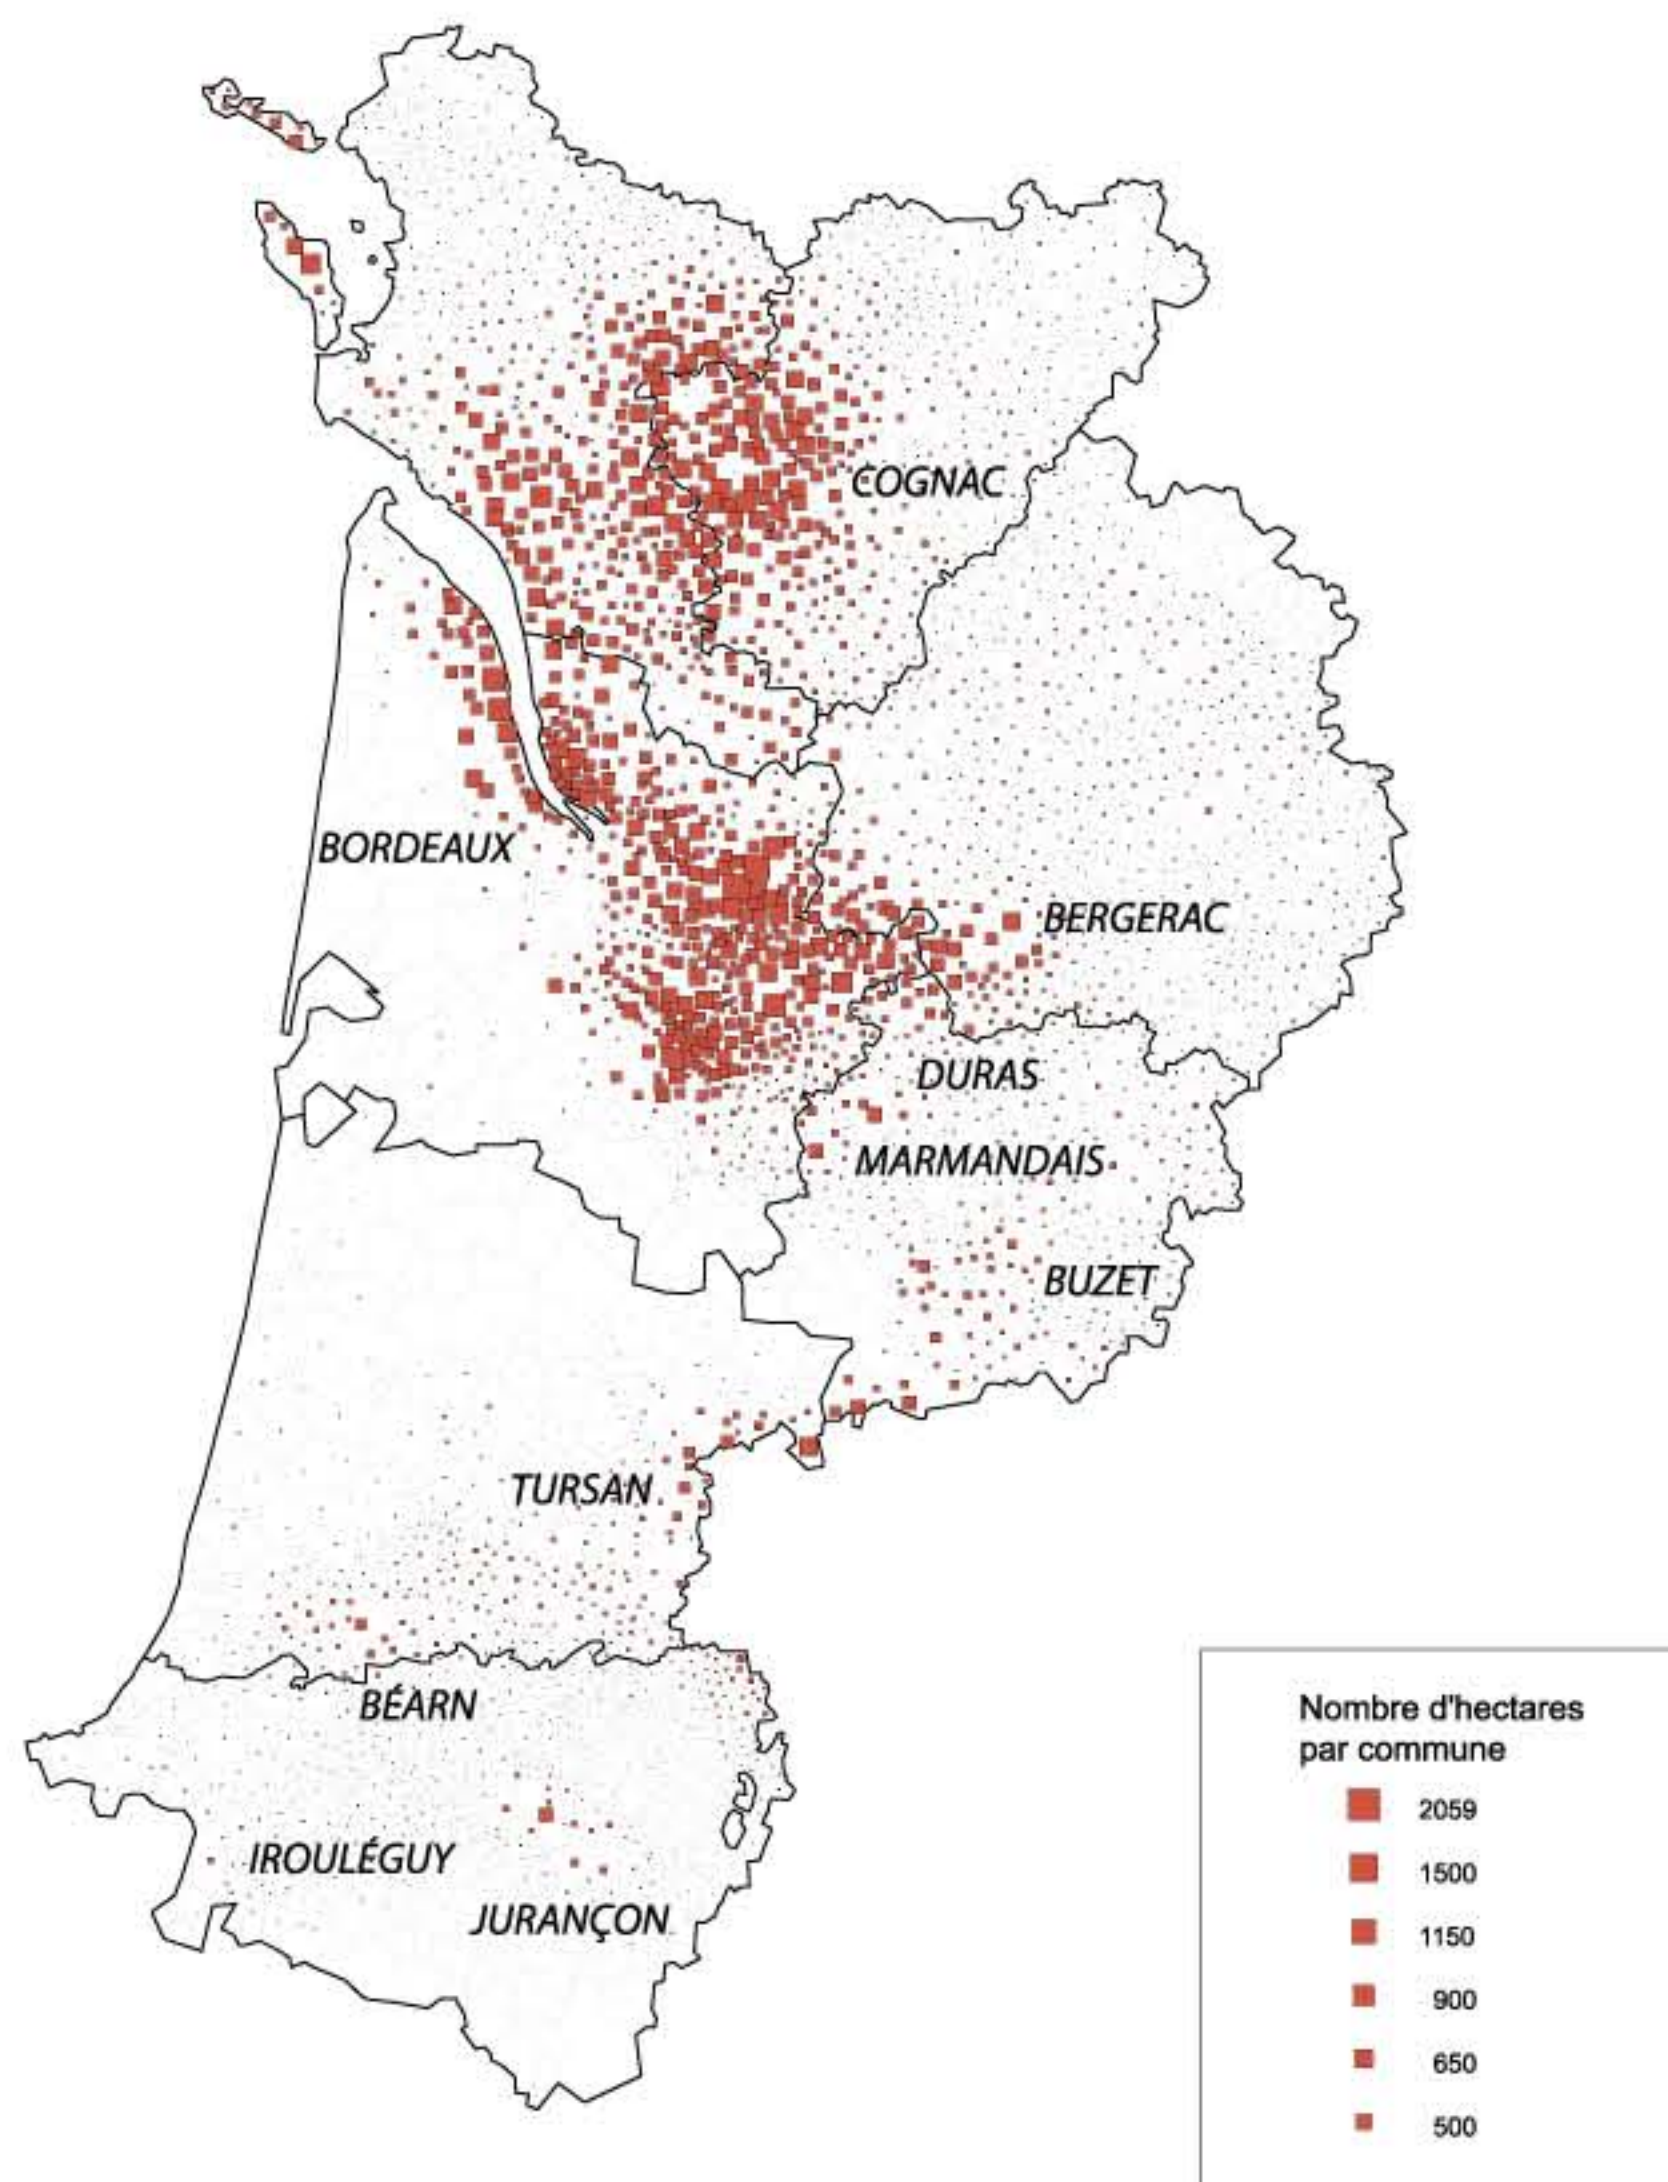 COGNAC
BORDEAUX
BERGERAC
DURAS
MARMANDAIS
BUZET
TURSAN
BÉARN
IROULÉGUY
JURANÇON
Nombre d'hectares
par commune
2059
1500
1150
900
650
500